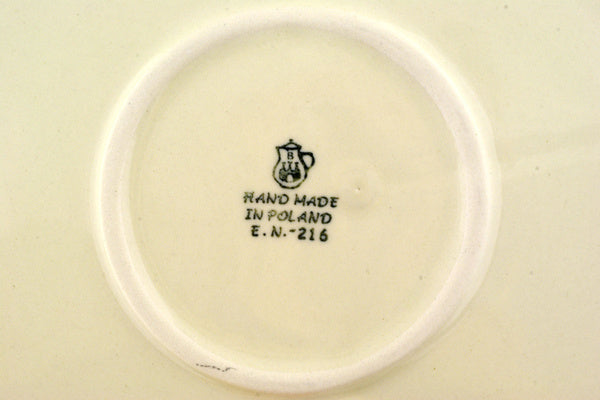 B
HAND MADE
IN POLAND
E.N.-216